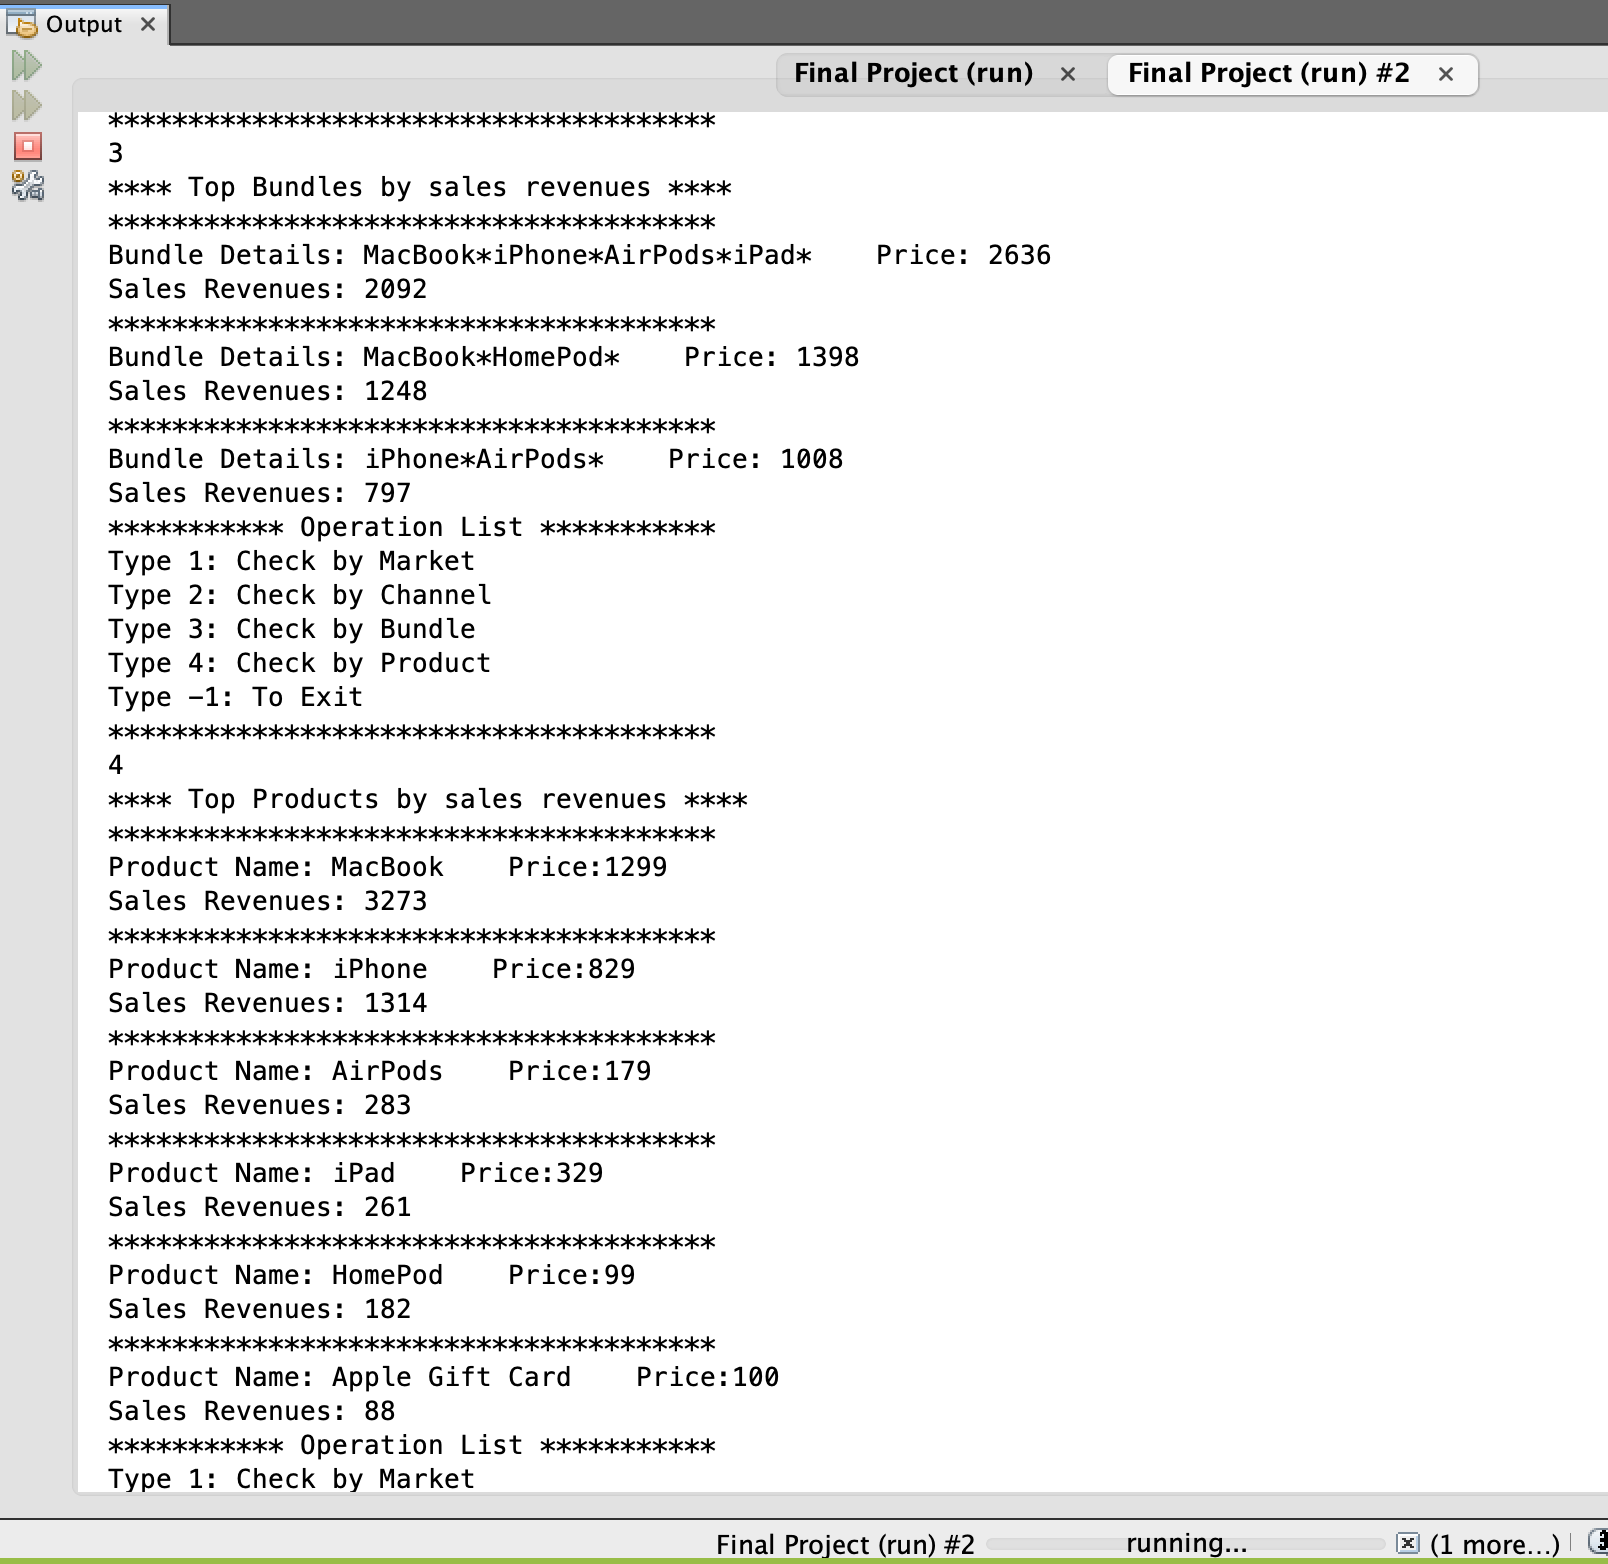 Output ×
Final Project (run) × Final Project (run) #2 ×
**************************************
3
**** Top Bundles by sales revenues ****
**************************************
Bundle Details: MacBook*iPhone*AirPods*iPad*    Price: 2636
Sales Revenues: 2092
**************************************
Bundle Details: MacBook*HomePod*    Price: 1398
Sales Revenues: 1248
**************************************
Bundle Details: iPhone*AirPods*    Price: 1008
Sales Revenues: 797
*********** Operation List ***********
Type 1: Check by Market
Type 2: Check by Channel
Type 3: Check by Bundle
Type 4: Check by Product
Type -1: To Exit
**************************************
4
**** Top Products by sales revenues ****
**************************************
Product Name: MacBook    Price:1299
Sales Revenues: 3273
**************************************
Product Name: iPhone    Price:829
Sales Revenues: 1314
**************************************
Product Name: AirPods    Price:179
Sales Revenues: 283
**************************************
Product Name: iPad    Price:329
Sales Revenues: 261
**************************************
Product Name: HomePod    Price:99
Sales Revenues: 182
**************************************
Product Name: Apple Gift Card    Price:100
Sales Revenues: 88
*********** Operation List ***********
Type 1: Check by Market
Final Project (run) #2 running... (1 more...)